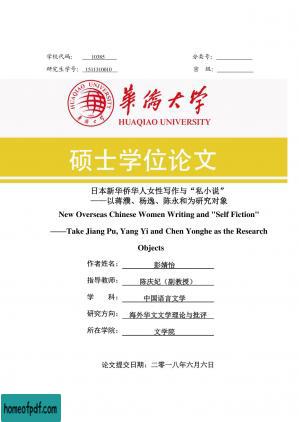 学校代码： 10385 分类号：
研究生学号：1511310010 密 级：
華僑大學
HUAQIAO UNIVERSITY
硕士学位论文
日本新华侨华人女性写作与“私小说”
——以蒋濮、杨逸、陈永和为研究对象
New Overseas Chinese Women Writing and "Self Fiction"
——Take Jiang Pu, Yang Yi and Chen Yonghe as the Research
Objects
作者姓名： 彭婧怡
指导教师： 陈庆妃（副教授）
学 科： 中国语言文学
研究方向： 海外华文文学理论与批评
所在学院： 文学院
论文提交日期：二零一八年六月六日
homeofpdf.com